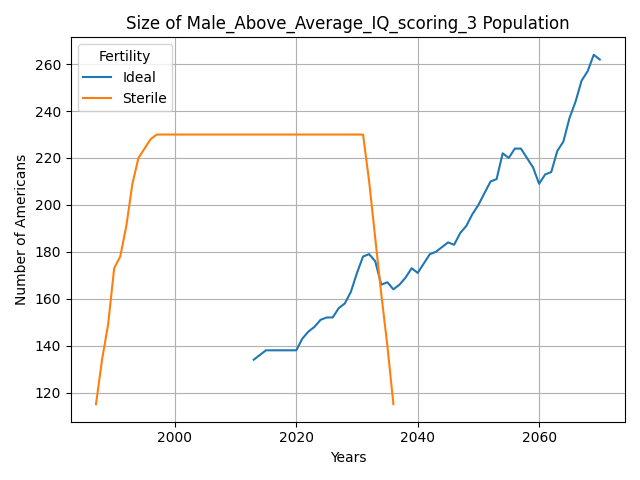 Size of Male_Above_Average_IQ_scoring_3 Population
Fertility
Ideal
Sterile
Number of Americans
260
240
220
200
180
160
140
120
2000
2020
2040
2060
Years